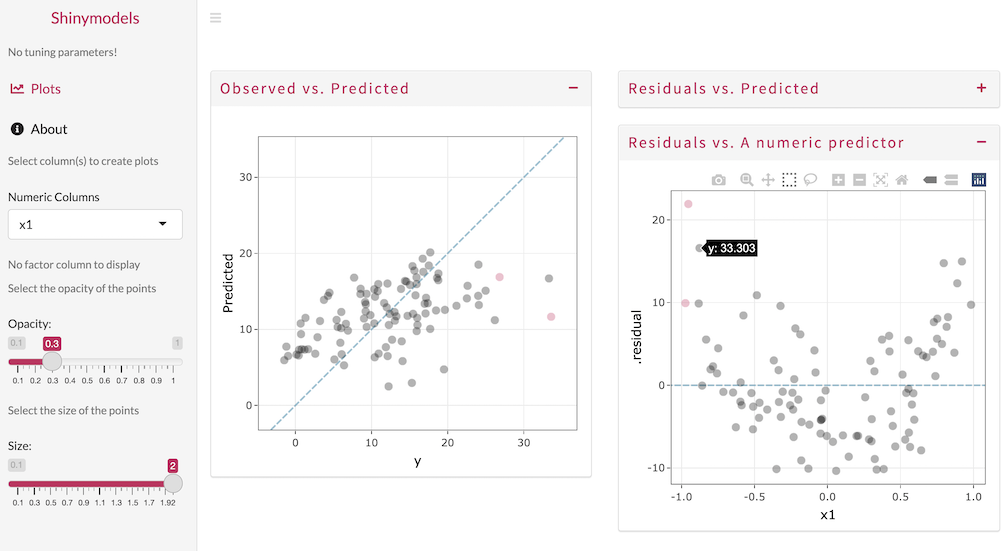 Shinymodels
No tuning parameters!
Plots
About
Select column(s) to create plots
Numeric Columns
x1
No factor column to display
Select the opacity of the points
Opacity:
0.1 0.3 1
0.1 0.2 0.3 0.4 0.5 0.6 0.7 0.8 0.9 1
Select the size of the points
Size:
0.1 2
0.1 0.3 0.5 0.7 0.9 1.1 1.3 1.5 1.7 1.92
Observed vs. Predicted −
30
20
10
0
Predicted
0 10 20 30
y
Residuals vs. Predicted +
Residuals vs. A numeric predictor −
20
y: 33.303
10
0
-10
.residual
-1.0 -0.5 0.0 0.5 1.0
x1